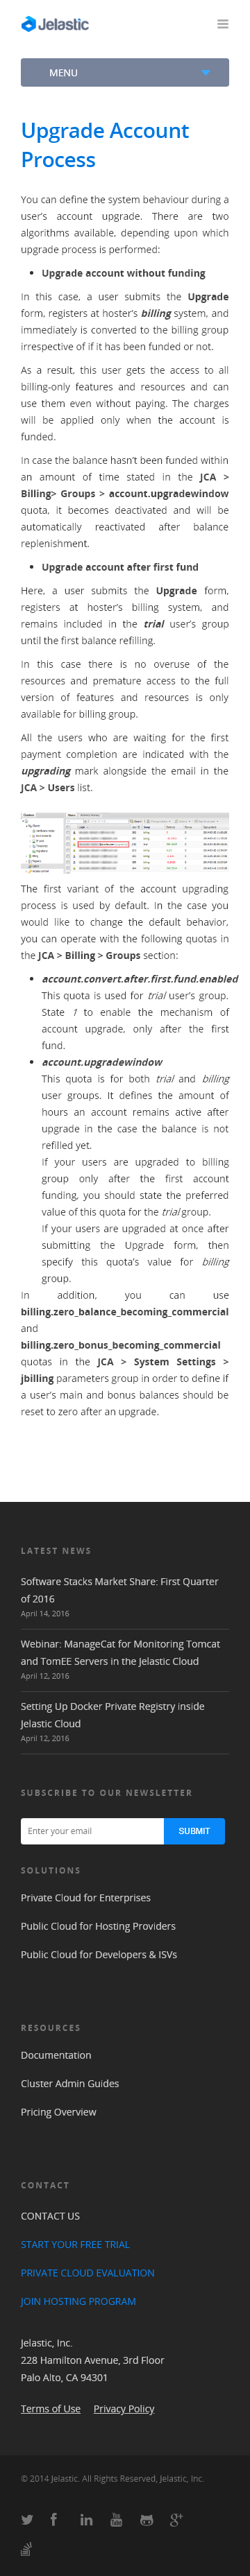 Jelastic
MENU
Upgrade Account
Process
You can define the system behaviour during a
user's account upgrade. There are two
algorithms available, depending upon which
upgrade process is performed:
• Upgrade account without funding
In this case, a user submits the Upgrade
form, registers at hoster's billing system, and
immediately is converted to the billing group
irrespective of if it has been funded or not.
As a result, this user gets the access to all
billing-only features and resources and can
use them even without paying. The charges
will be applied only when the account is
funded.
In case the balance hasn't been funded within
an amount of time stated in the JCA >
Billing> Groups > account.upgradewindow
quota, it becomes deactivated and will be
automatically reactivated after balance
replenishment.
• Upgrade account after first fund
Here, a user submits the Upgrade form,
registers at hoster's billing system, and
remains included in the trial user's group
until the first balance refilling.
In this case there is no overuse of the
resources and premature access to the full
version of features and resources is only
available for billing group.
All the users who are waiting for the first
payment completion are indicated with the
upgrading mark alongside the email in the
JCA > Users list.
The first variant of the account upgrading
process is used by default. In the case you
would like to change the default behavior,
you can operate with the following quotas in
the JCA > Billing > Groups section:
• account.convert.after.first.fund.enabled
This quota is used for trial user's group.
State 1 to enable the mechanism of
account upgrade, only after the first
fund.
• account.upgradewindow
This quota is for both trial and billing
user groups. It defines the amount of
hours an account remains active after
upgrade in the case the balance is not
refilled yet.
If your users are upgraded to billing
group only after the first account
funding, you should state the preferred
value of this quota for the trial group.
If your users are upgraded at once after
submitting the Upgrade form, then
specify this quota's value for billing
group.
In addition, you can use
billing.zero_balance_becoming_commercial
and
billing.zero_bonus_becoming_commercial
quotas in the JCA > System Settings >
jbilling parameters group in order to define if
a user's main and bonus balances should be
reset to zero after an upgrade.
LATEST NEWS
Software Stacks Market Share: First Quarter
of 2016
April 14, 2016
Webinar: ManageCat for Monitoring Tomcat
and TomEE Servers in the Jelastic Cloud
April 12, 2016
Setting Up Docker Private Registry inside
Jelastic Cloud
April 12, 2016
SUBSCRIBE TO OUR NEWSLETTER
Enter your email SUBMIT
SOLUTIONS
Private Cloud for Enterprises
Public Cloud for Hosting Providers
Public Cloud for Developers & ISVs
RESOURCES
Documentation
Cluster Admin Guides
Pricing Overview
CONTACT
CONTACT US
START YOUR FREE TRIAL
PRIVATE CLOUD EVALUATION
JOIN HOSTING PROGRAM
Jelastic, Inc.
228 Hamilton Avenue, 3rd Floor
Palo Alto, CA 94301
Terms of Use Privacy Policy
© 2014 Jelastic. All Rights Reserved, Jelastic, Inc.